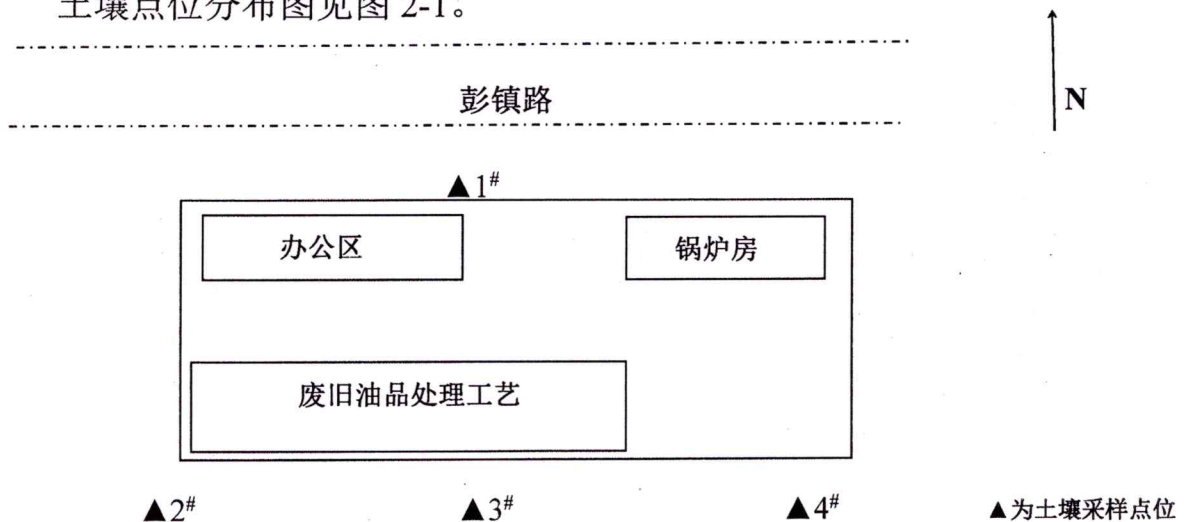 土壤点位分布图见图 2-1。
彭镇路
N
▲1#
办公区
锅炉房
废旧油品处理工艺
▲2#
▲3#
▲4#
▲为土壤采样点位